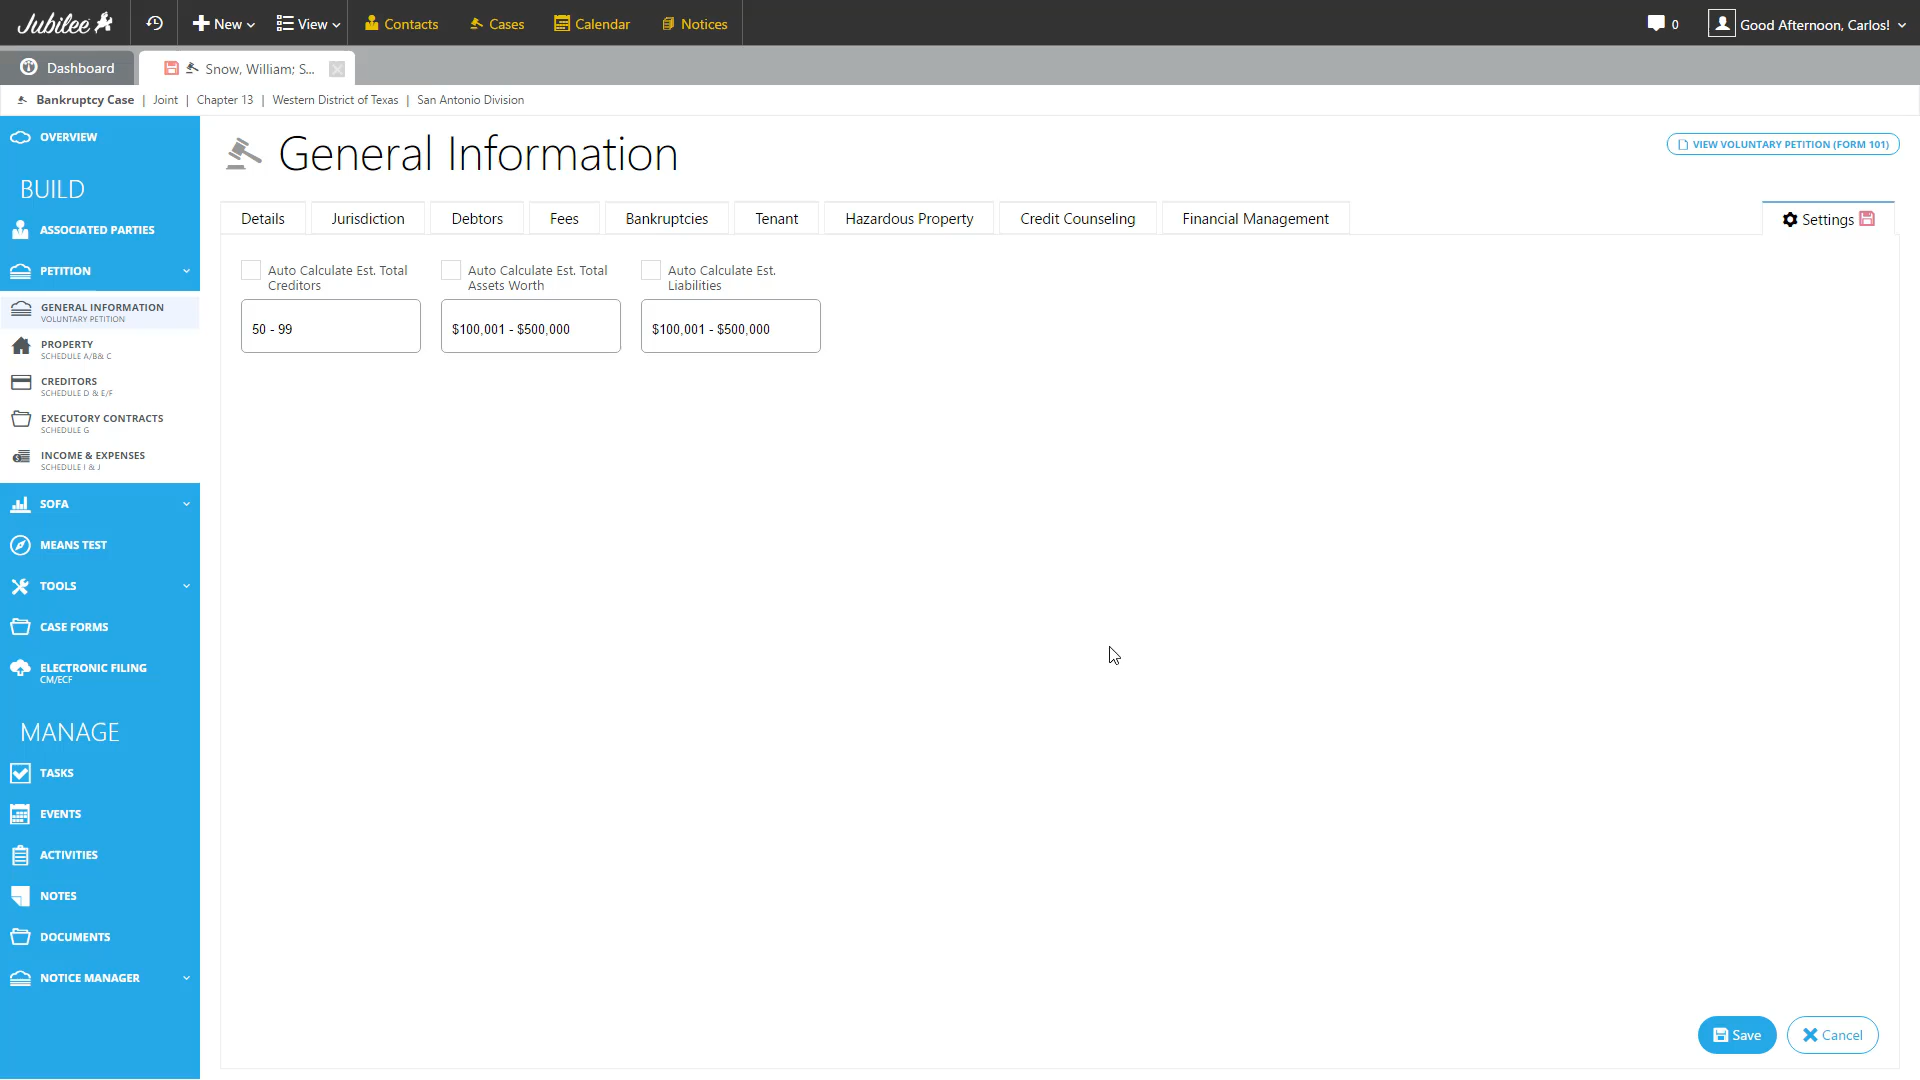 Jubilee
New
View
Contacts
Cases
Calendar
Notices
0
Good Afternoon, Carlos!
Dashboard
Snow, William; S...
Bankruptcy Case | Joint | Chapter 13 | Western District of Texas | San Antonio Division
OVERVIEW
BUILD
ASSOCIATED PARTIES
PETITION
GENERAL INFORMATION
VOLUNTARY PETITION
PROPERTY
SCHEDULE A/B& C
CREDITORS
SCHEDULE D & E/F
EXECUTORY CONTRACTS
SCHEDULE G
INCOME & EXPENSES
SCHEDULE I & J
SOFA
MEANS TEST
TOOLS
CASE FORMS
ELECTRONIC FILING
CM/ECF
MANAGE
TASKS
EVENTS
ACTIVITIES
NOTES
DOCUMENTS
NOTICE MANAGER
General Information
VIEW VOLUNTARY PETITION (FORM 101)
Details
Jurisdiction
Debtors
Fees
Bankruptcies
Tenant
Hazardous Property
Credit Counseling
Financial Management
Settings
Auto Calculate Est. Total
Creditors
50 - 99
Auto Calculate Est. Total
Assets Worth
$100,001 - $500,000
Auto Calculate Est.
Liabilities
$100,001 - $500,000
Save
Cancel